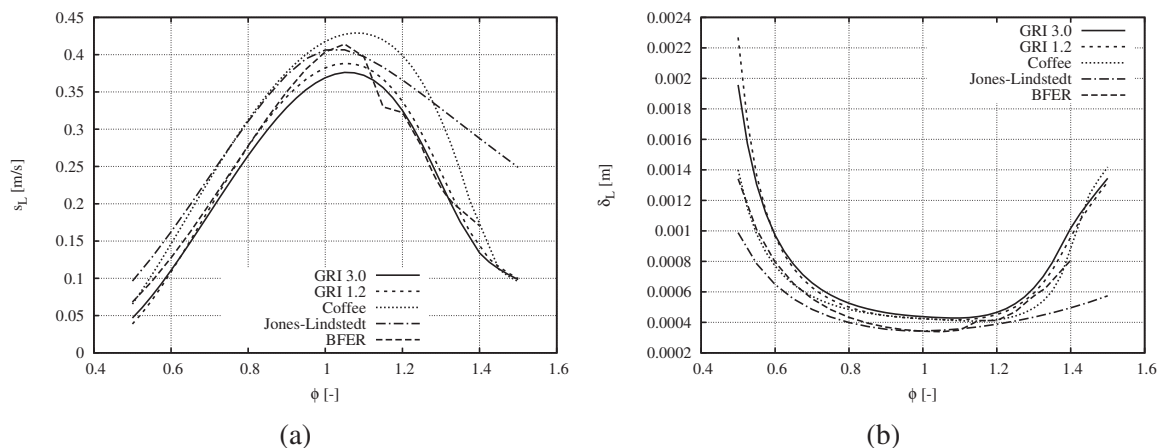 0.45
0.4
0.35
0.3
0.25
0.2
0.15
0.1
0.05
0
s_L [m/s]
GRI 3.0
GRI 1.2
Coffee
Jones-Lindstedt
BFER
0.4 0.6 0.8 1 1.2 1.4 1.6
ϕ [-]
(a)
0.0024
0.0022
0.002
0.0018
0.0016
0.0014
0.0012
0.001
0.0008
0.0006
0.0004
0.0002
δ_L [m]
GRI 3.0
GRI 1.2
Coffee
Jones-Lindstedt
BFER
0.4 0.6 0.8 1 1.2 1.4 1.6
ϕ [-]
(b)